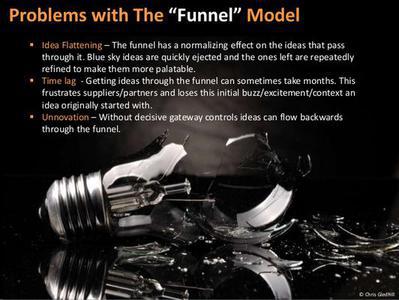 Problems with The “Funnel” Model
▪ Idea Flattening – The funnel has a normalizing effect on the ideas that pass
through it. Blue sky ideas are quickly ejected and the ones left are repeatedly
refined to make them more palatable.
▪ Time lag - Getting ideas through the funnel can sometimes take months. This
frustrates suppliers/partners and loses this initial buzz/excitement/context an
idea originally started with.
▪ Unnovation – Without decisive gateway controls ideas can flow backwards
through the funnel.
© Chris Gledhill